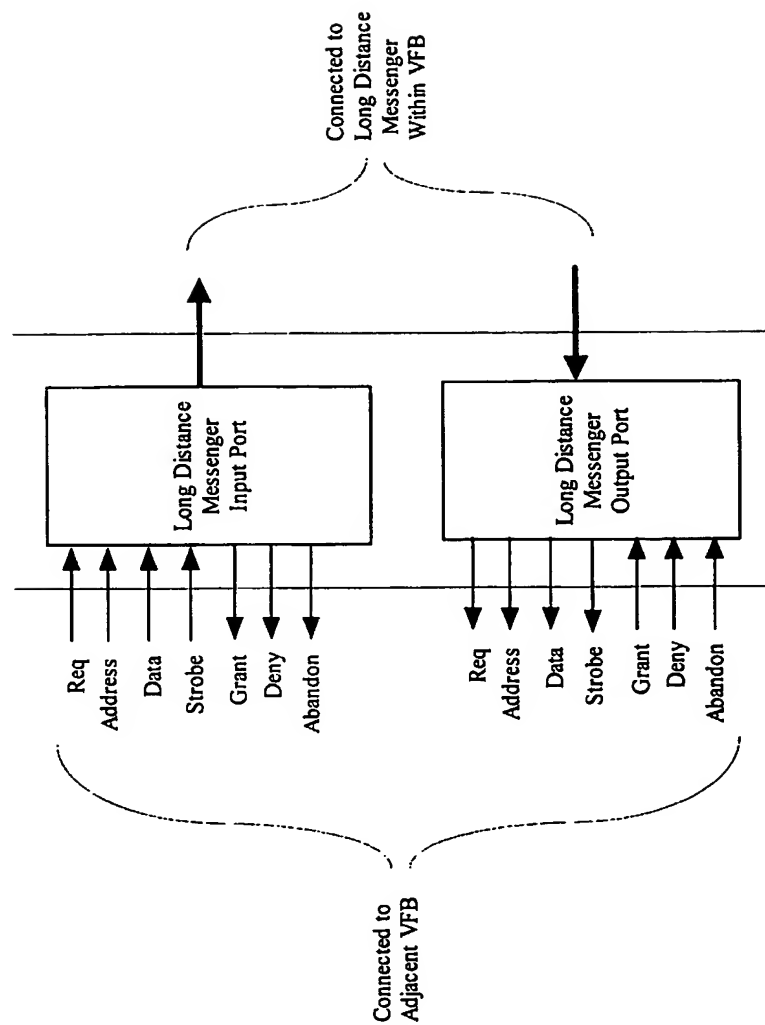 Connected to
Adjacent VFB
Req
Address
Data
Strobe
Grant
Deny
Abandon
Long Distance
Messenger
Input Port
Req
Address
Data
Strobe
Grant
Deny
Abandon
Long Distance
Messenger
Output Port
Connected to
Long Distance
Messenger
Within VFB